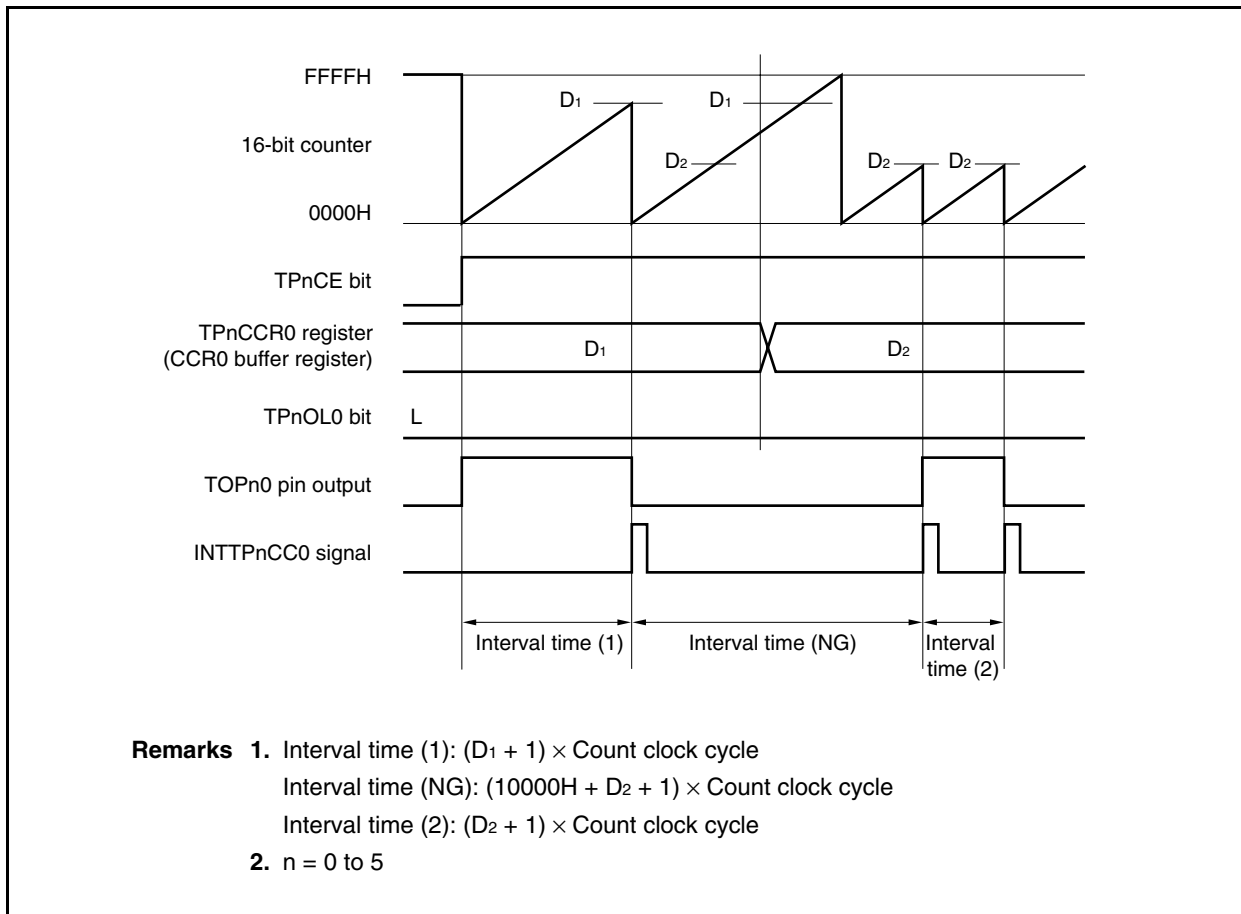 FFFFH
D1
D1
16-bit counter
D2
D2
D2
0000H
TPnCE bit
TPnCCR0 register
(CCR0 buffer register)
D1
D2
TPnOL0 bit
L
TOPn0 pin output
INTTPnCC0 signal
Interval time (1)
Interval time (NG)
Interval
time (2)
Remarks 1. Interval time (1): (D1 + 1) × Count clock cycle
Interval time (NG): (10000H + D2 + 1) × Count clock cycle
Interval time (2): (D2 + 1) × Count clock cycle
2. n = 0 to 5